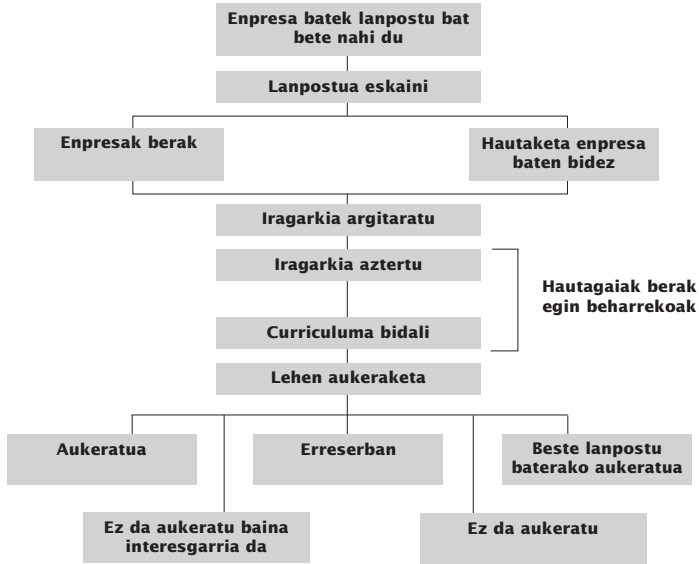 Enpresa batek lanpostu bat
bete nahi du
Lanpostua eskaini
Enpresak berak
Hautaketa enpresa
baten bidez
Iragarkia argitaratu
Iragarkia aztertu
Hautagaiak berak
egin beharrekoak
Curriculuma bidali
Lehen aukeraketa
Aukeratua
Erreserban
Beste lanpostu
baterako aukeratua
Ez da aukeratu baina
interesgarria da
Ez da aukeratu